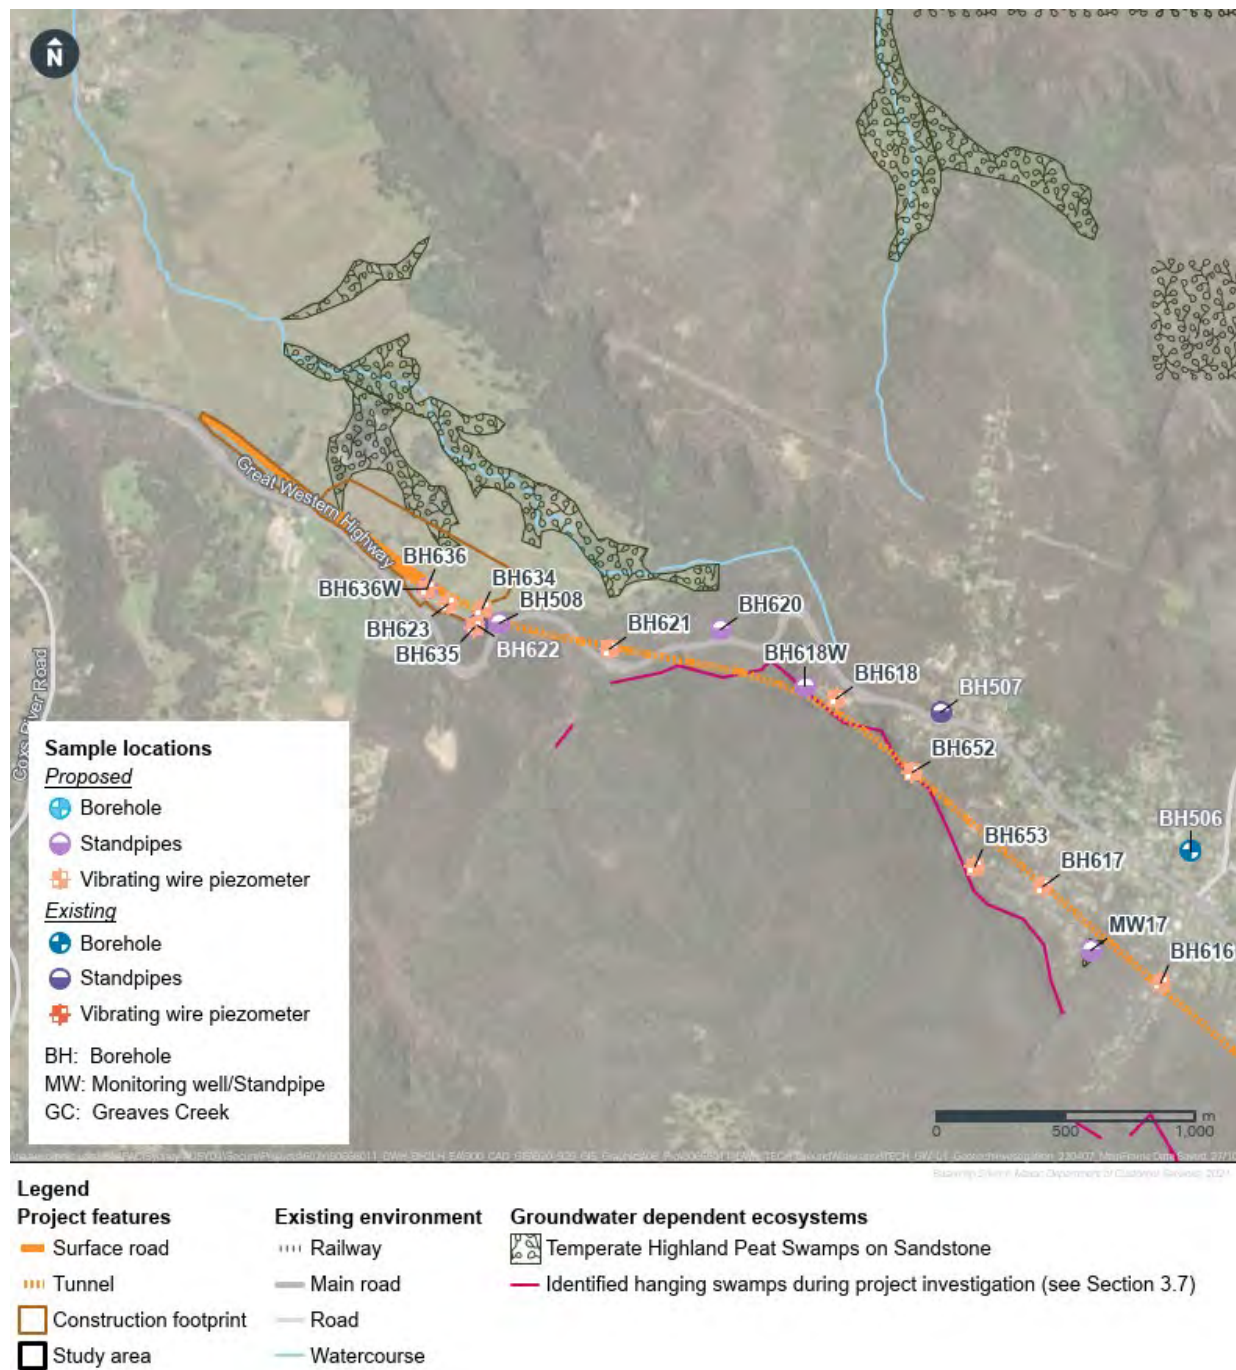 N
Great Western Highway
Coxs River Road
BH636
BH636W
BH634
BH508
BH623
BH635
BH622
BH621
BH620
BH618W
BH618
BH507
BH652
BH506
BH653
BH617
MW17
BH616
Sample locations
Proposed
Borehole
Standpipes
Vibrating wire piezometer
Existing
Borehole
Standpipes
Vibrating wire piezometer
BH: Borehole
MW: Monitoring well/Standpipe
GC: Greaves Creek
m
0 500 1,000
Legend
Project features
Surface road
Tunnel
Construction footprint
Study area
Existing environment
Railway
Main road
Road
Watercourse
Groundwater dependent ecosystems
Temperate Highland Peat Swamps on Sandstone
Identified hanging swamps during project investigation (see Section 3.7)